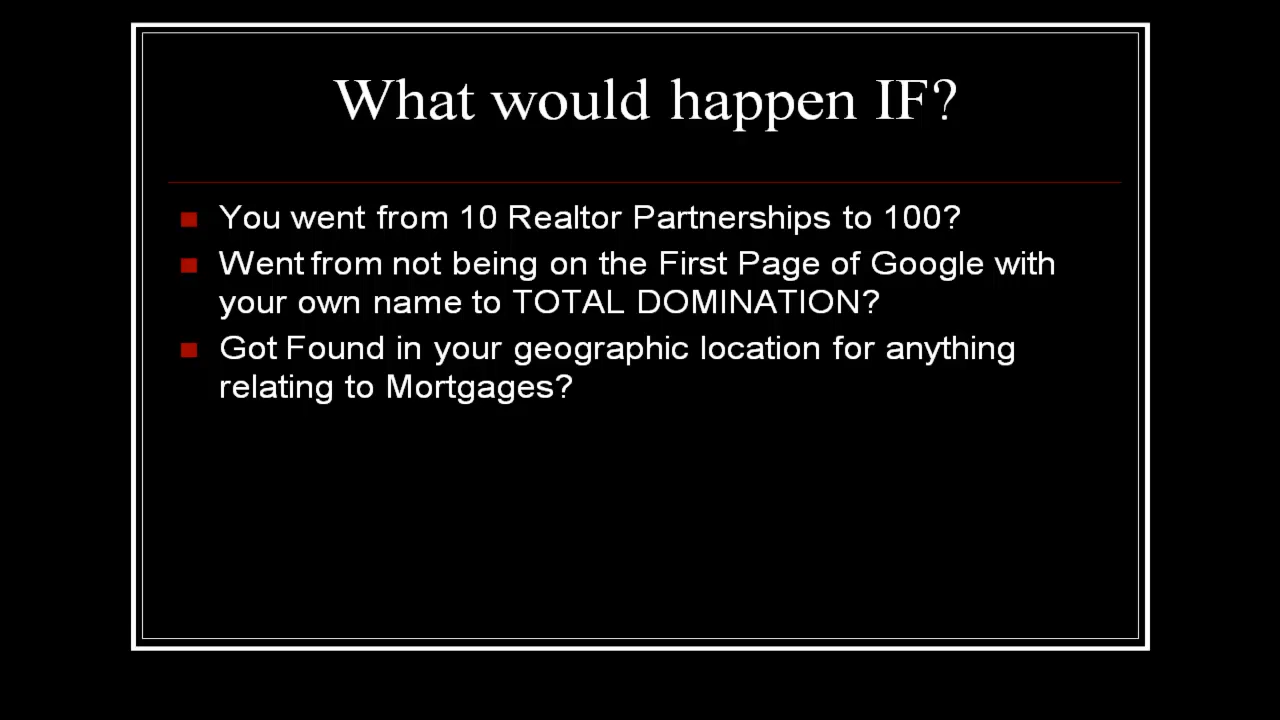 What would happen IF?
You went from 10 Realtor Partnerships to 100?
Went from not being on the First Page of Google with
your own name to TOTAL DOMINATION?
Got Found in your geographic location for anything
relating to Mortgages?